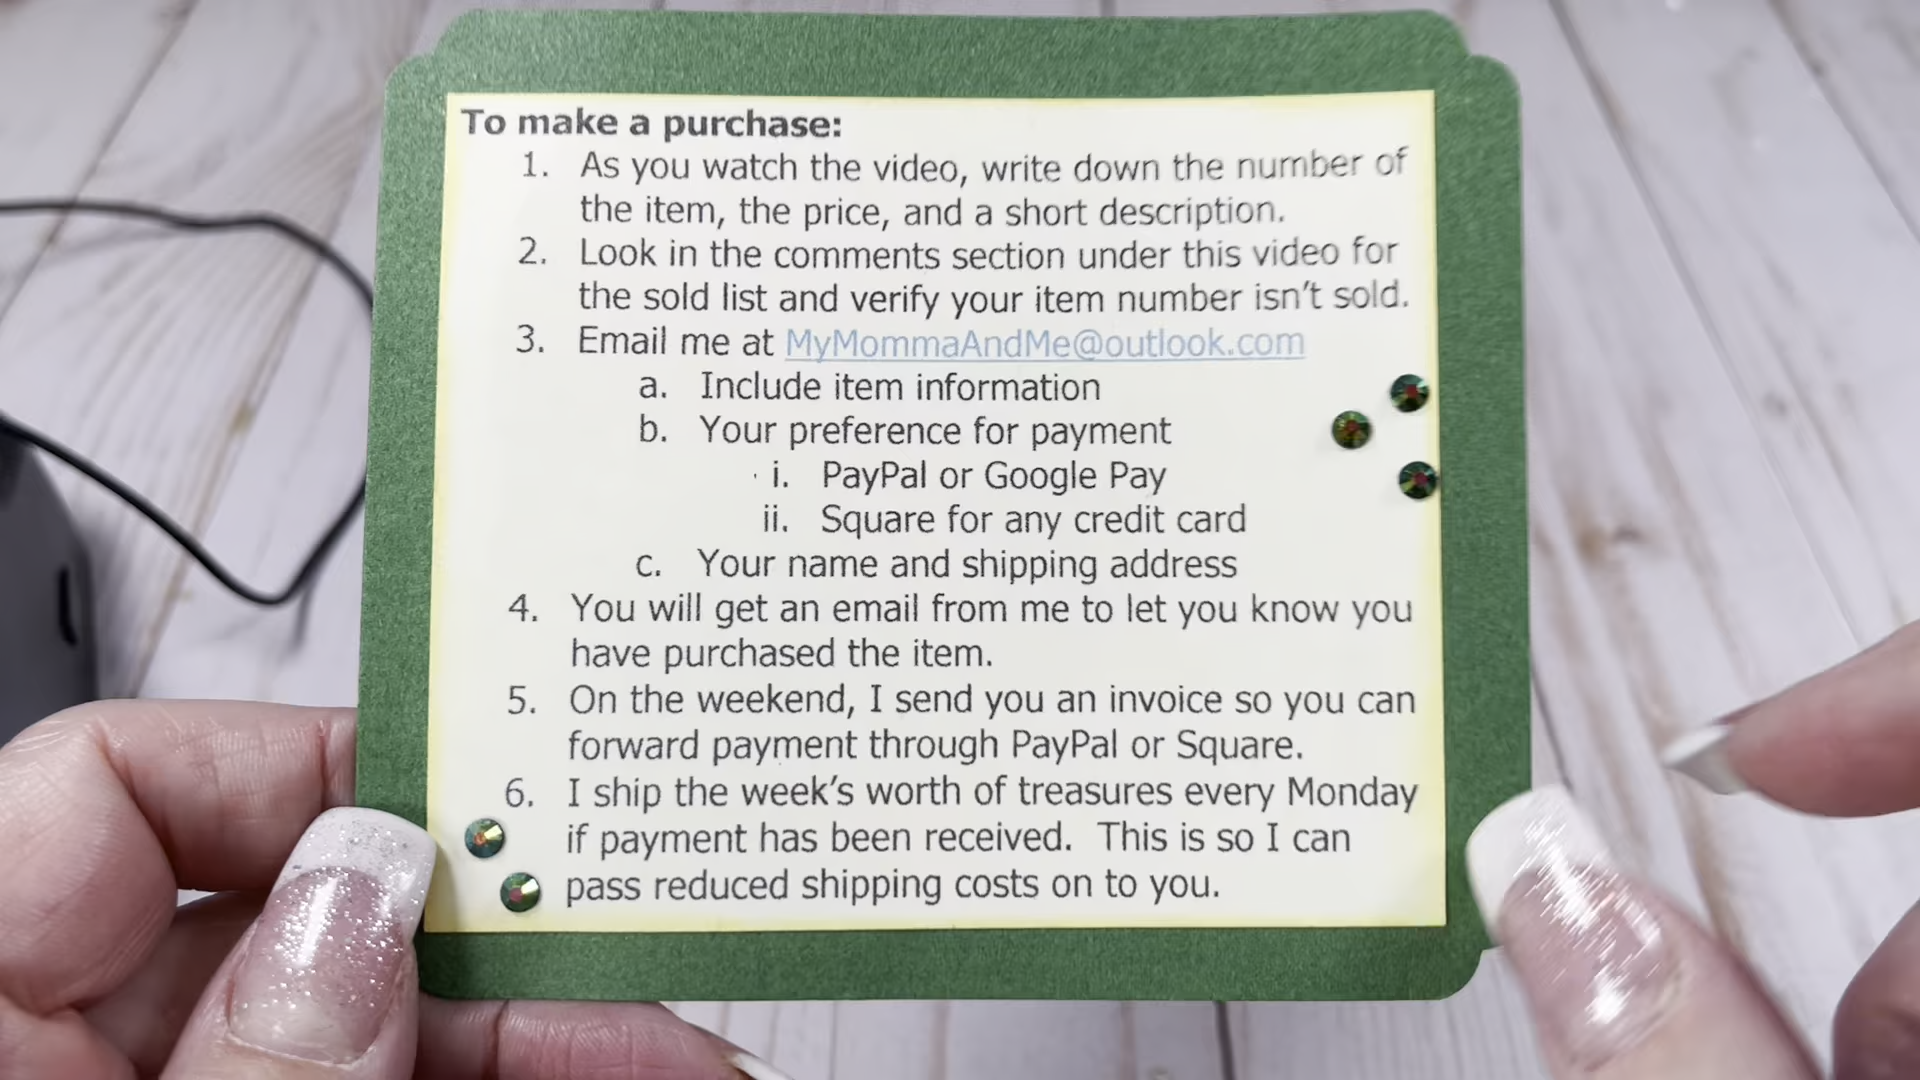 To make a purchase:
1. As you watch the video, write down the number of
the item, the price, and a short description.
2. Look in the comments section under this video for
the sold list and verify your item number isn't sold.
3. Email me at MyMommaAndMe@outlook.com
a. Include item information
b. Your preference for payment
i. PayPal or Google Pay
ii. Square for any credit card
c. Your name and shipping address
4. You will get an email from me to let you know you
have purchased the item.
5. On the weekend, I send you an invoice so you can
forward payment through PayPal or Square.
6. I ship the week's worth of treasures every Monday
if payment has been received. This is so I can
pass reduced shipping costs on to you.